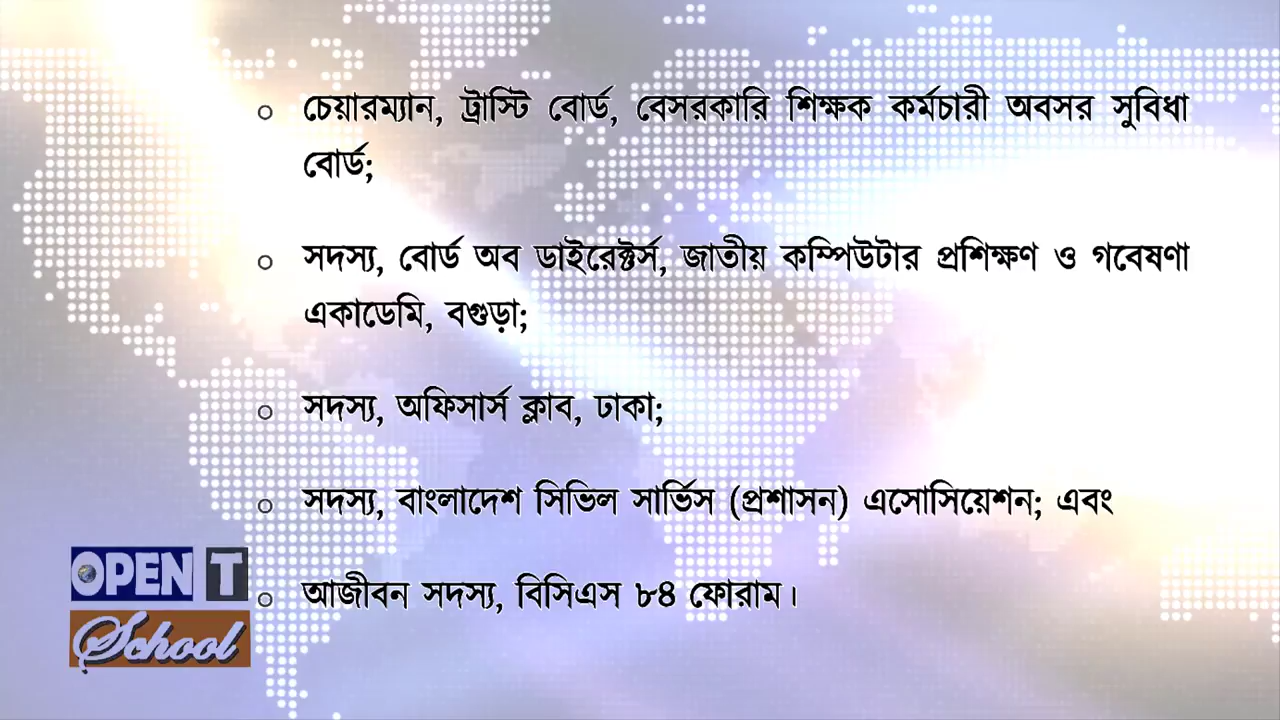 o চেয়ারম্যান, ট্রাস্টি বোর্ড, বেসরকারি শিক্ষক কর্মচারী অবসর সুবিধা
বোর্ড;
o সদস্য, বোর্ড অব ডাইরেক্টর্স, জাতীয় কম্পিউটার প্রশিক্ষণ ও গবেষণা
একাডেমি, বগুড়া;
o সদস্য, অফিসার্স ক্লাব, ঢাকা;
o সদস্য, বাংলাদেশ সিভিল সার্ভিস (প্রশাসন) এসোসিয়েশন; এবং
o আজীবন সদস্য, বিসিএস ৮৪ ফোরাম।
OPEN T
School